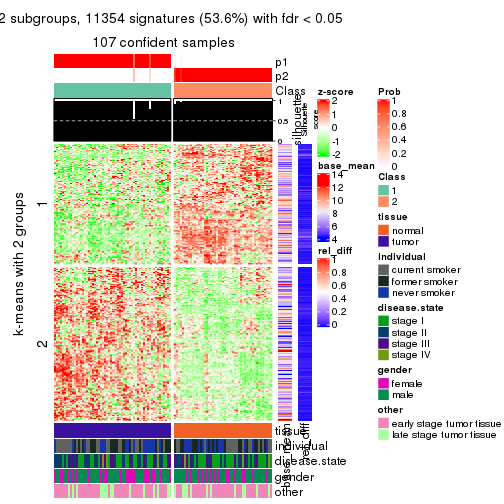 2 subgroups, 11354 signatures (53.6%) with fdr < 0.05
107 confident samples
p1
p2
Class
1
0.5
0
silhouette
score
k-means with 2 groups
1
2
tissue
individual
disease.state
gender
other
base_mean
rel_diff
z-score
2
1
0
-1
-2
base_mean
14
12
10
8
6
4
rel_diff
1
0.8
0.6
0.4
0.2
0
Prob
1
0.8
0.6
0.4
0.2
0
Class
1
2
tissue
normal
tumor
individual
current smoker
former smoker
never smoker
disease.state
stage I
stage II
stage III
stage IV
gender
female
male
other
early stage tumor tissue
late stage tumor tissue